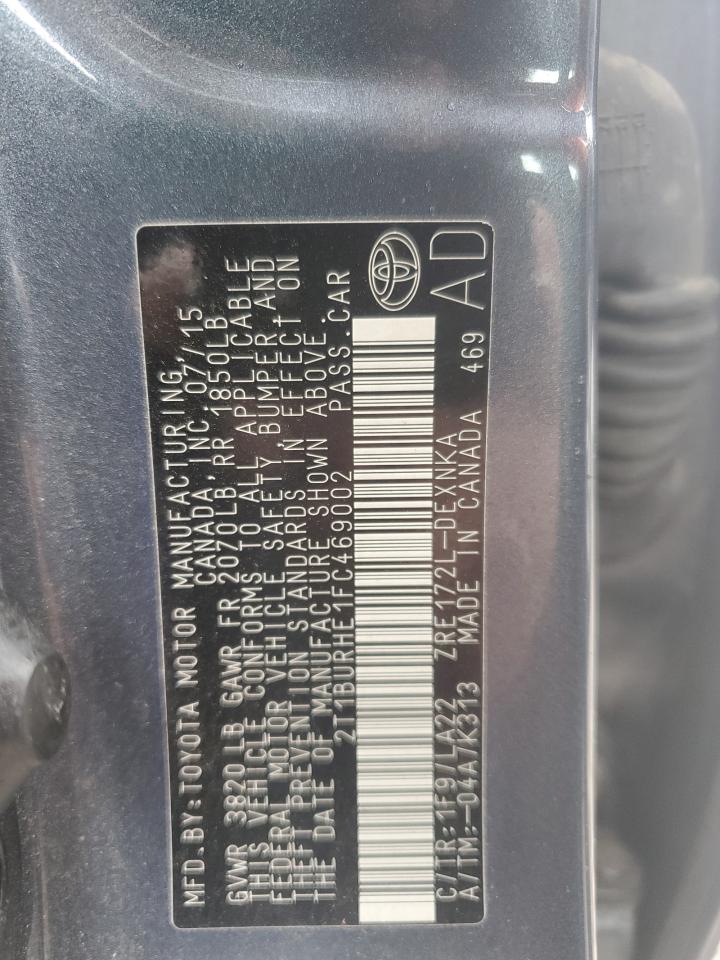 MFD.BY:TOYOTA MOTOR MANUFACTURING,
CANADA, INC. 07/15
GVWR 3820LB GAWR FR 2070LB RR 1850LB
THIS VEHICLE CONFORMS TO ALL APPLICABLE
FEDERAL MOTOR VEHICLE SAFETY, BUMPER AND
THEFT PREVENTION STANDARDS IN EFFECT ON
THE DATE OF MANUFACTURE SHOWN ABOVE.
2T1BURHE1FC469002 PASS.CAR
C/TR:1F9/LA22 ZRE172L-DEXNKA
A/TM:-04A/K313 MADE IN CANADA 469
AD